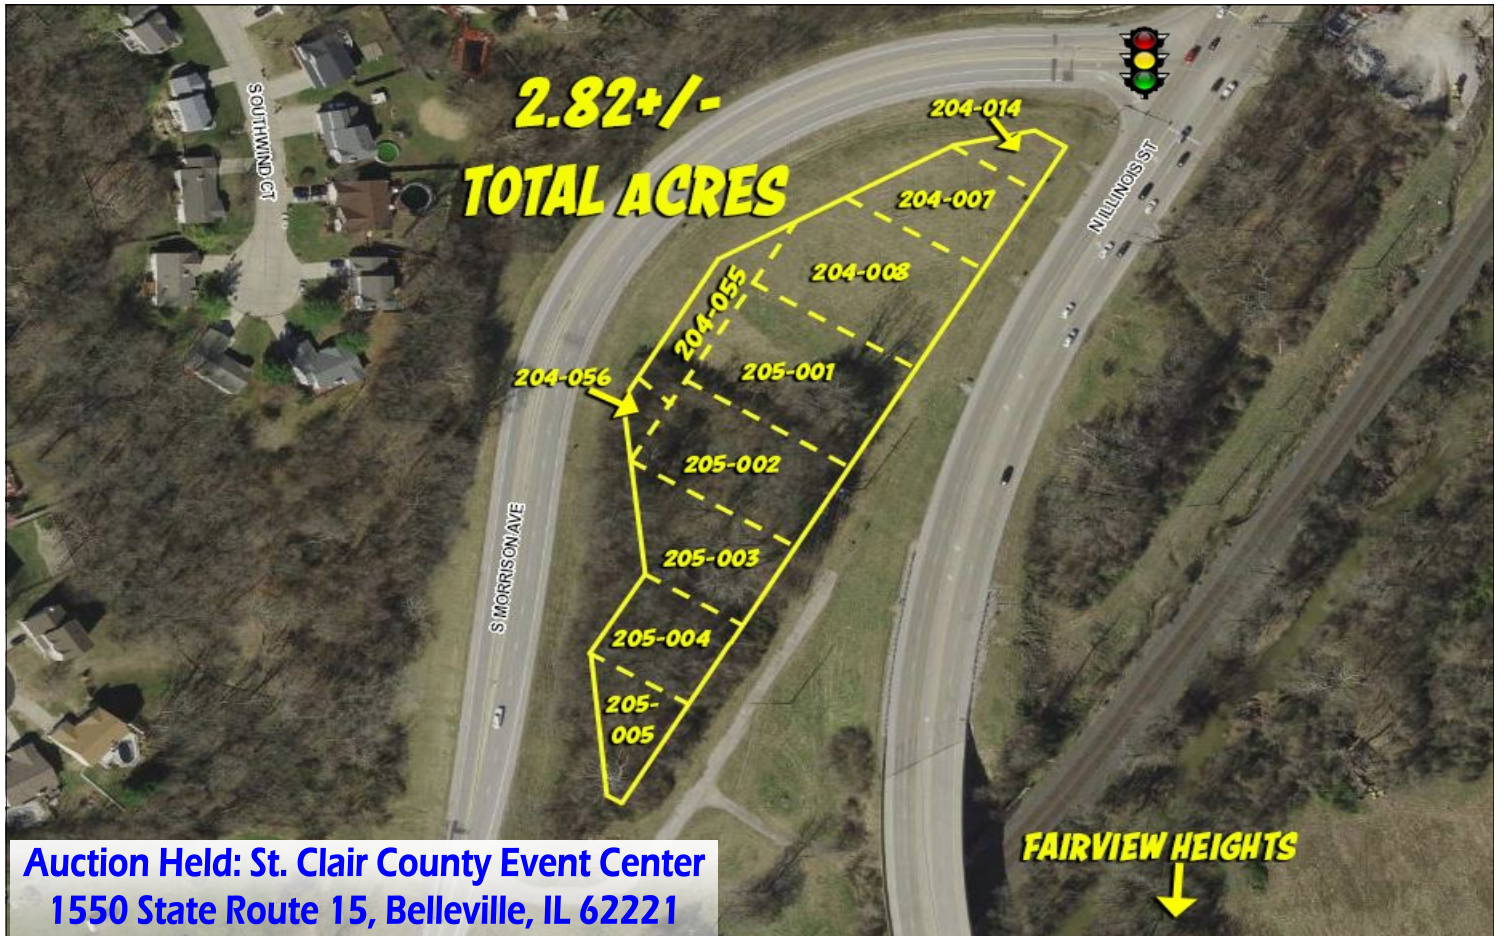 2.82+/-
TOTAL ACRES
SOUTHWIND CT
204-014
204-007
N ILLINOIS ST
204-008
204-055
204-056
205-001
205-002
205-003
S MORRISON AVE
205-004
205-
005
FAIRVIEW HEIGHTS
Auction Held: St. Clair County Event Center
1550 State Route 15, Belleville, IL 62221